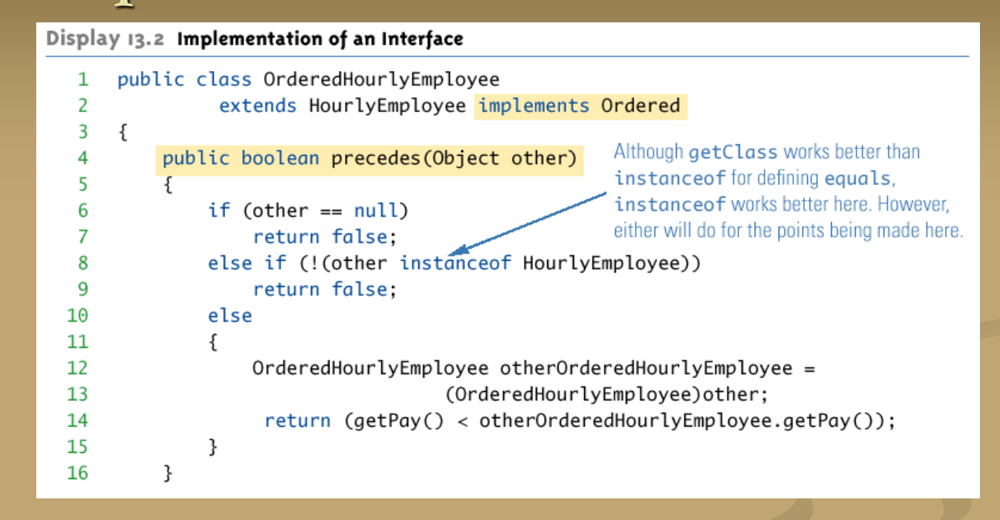 Display 13.2 Implementation of an Interface
1 public class OrderedHourlyEmployee
2 extends HourlyEmployee implements Ordered
3 {
4 public boolean precedes(Object other)
5 {
6 if (other == null)
7 return false;
8 else if (!(other instanceof HourlyEmployee))
9 return false;
10 else
11 {
12 OrderedHourlyEmployee otherOrderedHourlyEmployee =
13 (OrderedHourlyEmployee)other;
14 return (getPay() < otherOrderedHourlyEmployee.getPay());
15 }
16 }
Although getClass works better than
instanceof for defining equals,
instanceof works better here. However,
either will do for the points being made here.